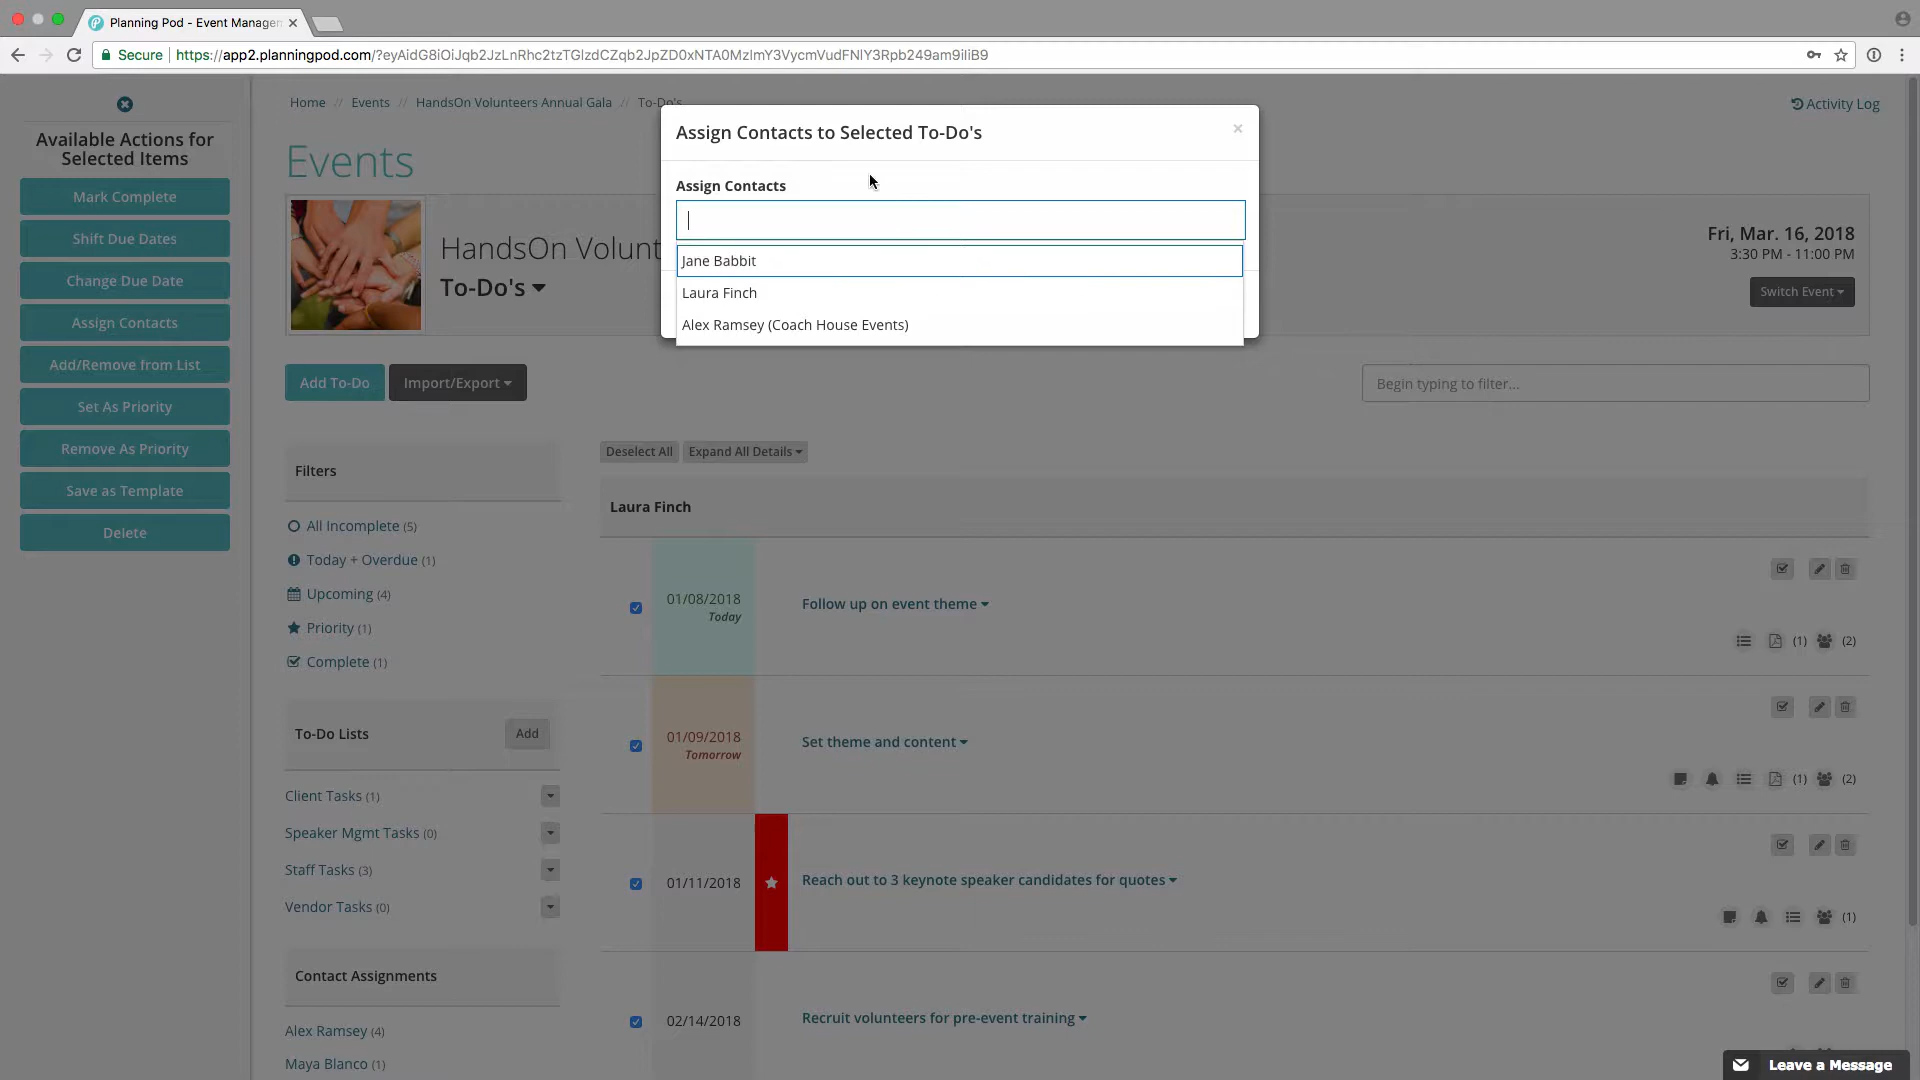 Planning Pod - Event Managem
Secure
https://app2.planningpod.com/?eyAidG8iOiJqb2JzLnRhc2tzTGlzdCZqb2JpZD0xNTA0MzImY3VycmVudFNlY3Rpb249am9iIiB9
Available Actions for
Selected Items
Mark Complete
Shift Due Dates
Change Due Date
Assign Contacts
Add/Remove from List
Set As Priority
Remove As Priority
Save as Template
Delete
Home // Events // HandsOn Volunteers Annual Gala // To-Do's
Activity Log
Events
HandsOn Volunt
To-Do's
Fri, Mar. 16, 2018
3:30 PM - 11:00 PM
Switch Event
Assign Contacts to Selected To-Do's
×
Assign Contacts
Jane Babbit
Laura Finch
Alex Ramsey (Coach House Events)
Add To-Do
Import/Export
Begin typing to filter...
Filters
All Incomplete (5)
Today + Overdue (1)
Upcoming (4)
Priority (1)
Complete (1)
To-Do Lists
Add
Client Tasks (1)
Speaker Mgmt Tasks (0)
Staff Tasks (3)
Vendor Tasks (0)
Contact Assignments
Alex Ramsey (4)
Maya Blanco (1)
Deselect All
Expand All Details
Laura Finch
01/08/2018
Today
Follow up on event theme
(1)
(2)
01/09/2018
Tomorrow
Set theme and content
(1)
(2)
01/11/2018
Reach out to 3 keynote speaker candidates for quotes
(1)
02/14/2018
Recruit volunteers for pre-event training
Leave a Message